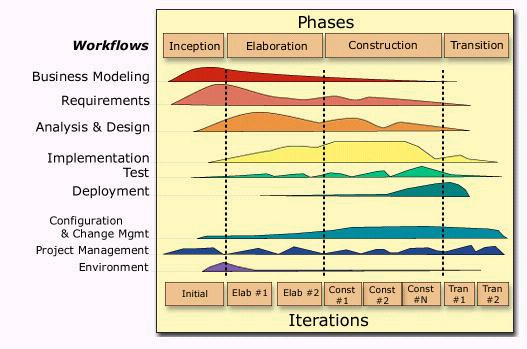 Phases
Workflows
Inception
Elaboration
Construction
Transition
Business Modeling
Requirements
Analysis & Design
Implementation
Test
Deployment
Configuration
& Change Mgmt
Project Management
Environment
Initial
Elab #1
Elab #2
Const
#1
Const
#2
Const
#N
Tran
#1
Tran
#2
Iterations